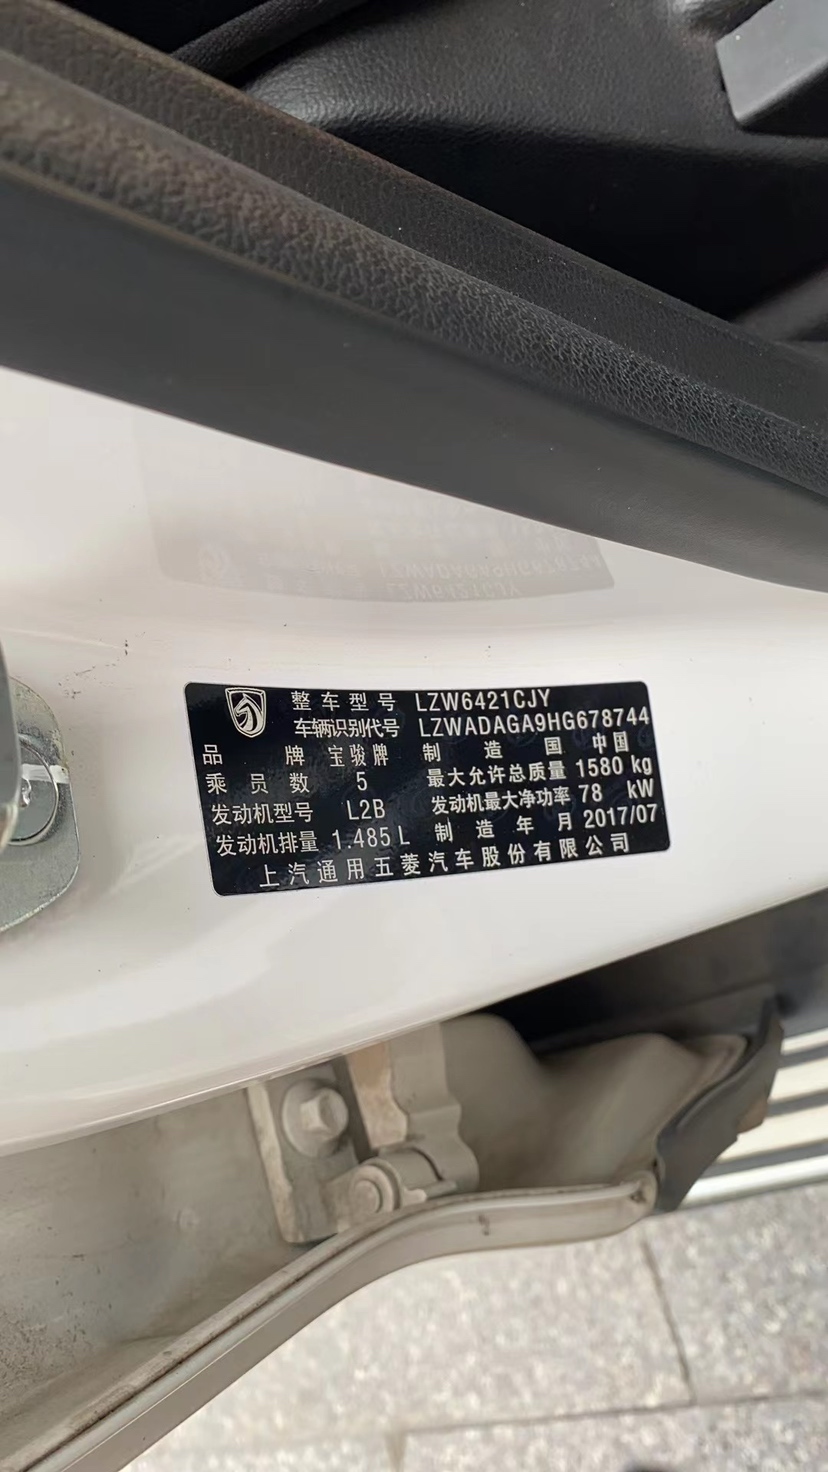 整车型号 LZW6421CJY
车辆识别代号 LZWADAGA9HG678744
品牌 宝骏牌 制造国 中国
乘员数 5 最大允许总质量 1580 kg
发动机型号 L2B 发动机最大净功率 78 kW
发动机排量 1.485 L 制造年月 2017/07
上汽通用五菱汽车股份有限公司